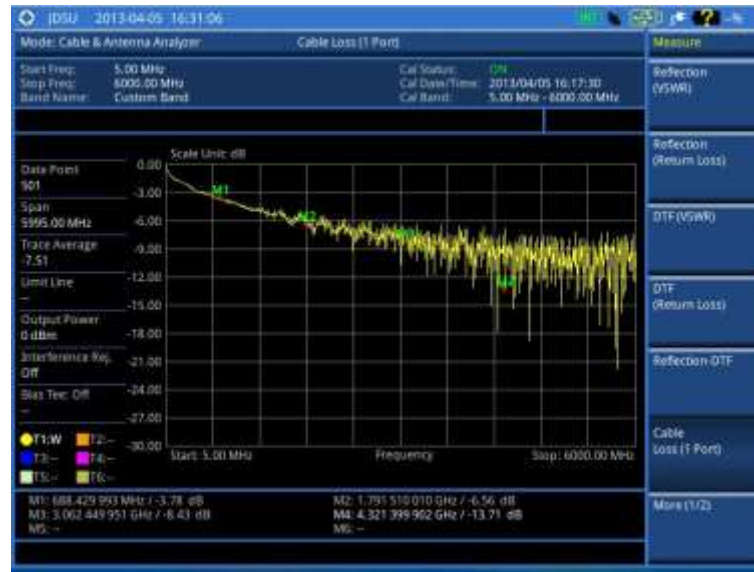 JDSU 2013-04-05 16:31:06
Mode: Cable & Antenna Analyzer Cable Loss (1 Port) Measure
Start Freq: 5.00 MHz Cal Status: ON
Stop Freq: 6000.00 MHz Cal Date/Time: 2013/04/05 16:17:30
Band Name: Custom Band Cal Band: 5.00 MHz - 6000.00 MHz
Reflection
(VSWR)
Reflection
(Return Loss)
DTF (VSWR)
DTF
(Return Loss)
Reflection-DTF
Cable
Loss (1 Port)
More (1/2)
Scale Unit: dB
Data Point
501
Span
5995.00 MHz
Trace Average
-7.51
Limit Line
--
Output Power
0 dBm
Interference Rej.
Off
Bias Tee: Off
--
T1:W T2:--
T3:-- T4:--
T5:-- T6:--
0.00
-3.00
-6.00
-9.00
-12.00
-15.00
-18.00
-21.00
-24.00
-27.00
-30.00
M1
M2
M3
M4
Start: 5.00 MHz Frequency Stop: 6000.00 MHz
M1: 688.429 993 MHz / -3.78 dB M2: 1.791 510 010 GHz / -6.56 dB
M3: 3.062 449 951 GHz / -8.43 dB M4: 4.321 399 902 GHz / -13.71 dB
M5: -- M6: --